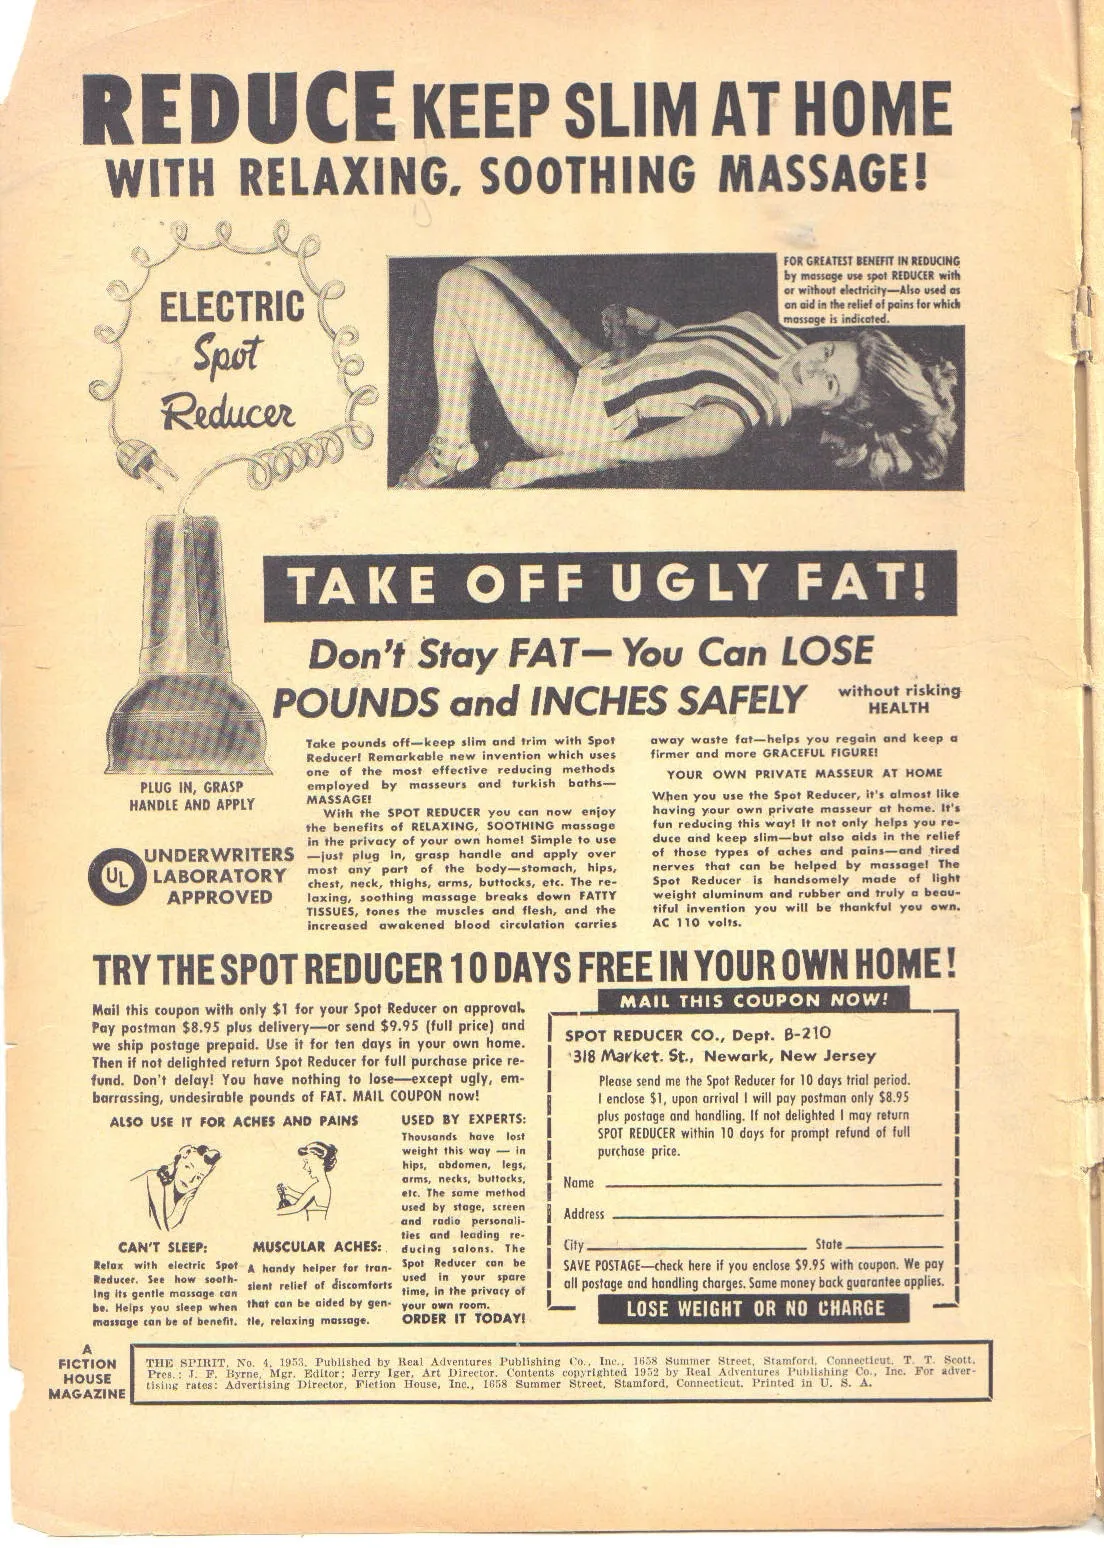 REDUCE KEEP SLIM AT HOME
WITH RELAXING, SOOTHING MASSAGE!
ELECTRIC
Spot
Reducer
FOR GREATEST BENEFIT IN REDUCING
by massage use spot REDUCER with
or without electricity—Also used as
an aid in the relief of pains for which
massage is indicated.
TAKE OFF UGLY FAT!
Don't Stay FAT—You Can LOSE
POUNDS and INCHES SAFELY
without risking
HEALTH
PLUG IN, GRASP
HANDLE AND APPLY
UL
UNDERWRITERS
LABORATORY
APPROVED
Take pounds off—keep slim and trim with Spot
Reducer! Remarkable new invention which uses
one of the most effective reducing methods
employed by masseurs and turkish baths—
MASSAGE!
With the SPOT REDUCER you can now enjoy
the benefits of RELAXING, SOOTHING massage
in the privacy of your own home! Simple to use
—just plug in, grasp handle and apply over
most any part of the body—stomach, hips,
chest, neck, thighs, arms, buttocks, etc. The re-
laxing, soothing massage breaks down FATTY
TISSUES, tones the muscles and flesh, and the
increased awakened blood circulation carries
away waste fat—helps you regain and keep a
firmer and more GRACEFUL FIGURE!
YOUR OWN PRIVATE MASSEUR AT HOME
When you use the Spot Reducer, it's almost like
having your own private masseur at home. It's
fun reducing this way! It not only helps you re-
duce and keep slim—but also aids in the relief
of those types of aches and pains—and tired
nerves that can be helped by massage! The
Spot Reducer is handsomely made of light
weight aluminum and rubber and truly a beau-
tiful invention you will be thankful you own.
AC 110 volts.
TRY THE SPOT REDUCER 10 DAYS FREE IN YOUR OWN HOME!
Mail this coupon with only $1 for your Spot Reducer on approval.
Pay postman $8.95 plus delivery—or send $9.95 (full price) and
we ship postage prepaid. Use it for ten days in your own home.
Then if not delighted return Spot Reducer for full purchase price re-
fund. Don't delay! You have nothing to lose—except ugly, em-
barrassing, undesirable pounds of FAT. MAIL COUPON now!
ALSO USE IT FOR ACHES AND PAINS
CAN'T SLEEP:
Relax with electric Spot
Reducer. See how sooth-
ing its gentle massage can
be. Helps you sleep when
massage can be of benefit.
MUSCULAR ACHES:
A handy helper for tran-
sient relief of discomforts
that can be aided by gen-
tle, relaxing massage.
USED BY EXPERTS:
Thousands have lost
weight this way — in
hips, abdomen, legs,
arms, necks, buttocks,
etc. The same method
used by stage, screen
and radio personali-
ties and leading re-
ducing salons. The
Spot Reducer can be
used in your spare
time, in the privacy of
your own room.
ORDER IT TODAY!
MAIL THIS COUPON NOW!
SPOT REDUCER CO., Dept. B-210
318 Market. St., Newark, New Jersey
Please send me the Spot Reducer for 10 days trial period.
I enclose $1, upon arrival I will pay postman only $8.95
plus postage and handling. If not delighted I may return
SPOT REDUCER within 10 days for prompt refund of full
purchase price.
Name
Address
City State
SAVE POSTAGE—check here if you enclose $9.95 with coupon. We pay
all postage and handling charges. Same money back guarantee applies.
LOSE WEIGHT OR NO CHARGE
A
FICTION
HOUSE
MAGAZINE
THE SPIRIT, No. 4, 1953. Published by Real Adventures Publishing Co., Inc., 1658 Summer Street, Stamford, Connecticut. T. T. Scott,
Pres.; J. F. Byrne, Mgr. Editor; Jerry Iger, Art Director. Contents copyrighted 1952 by Real Adventures Publishing Co., Inc. For adver-
tising rates: Advertising Director, Fiction House, Inc., 1658 Summer Street, Stamford, Connecticut. Printed in U. S. A.